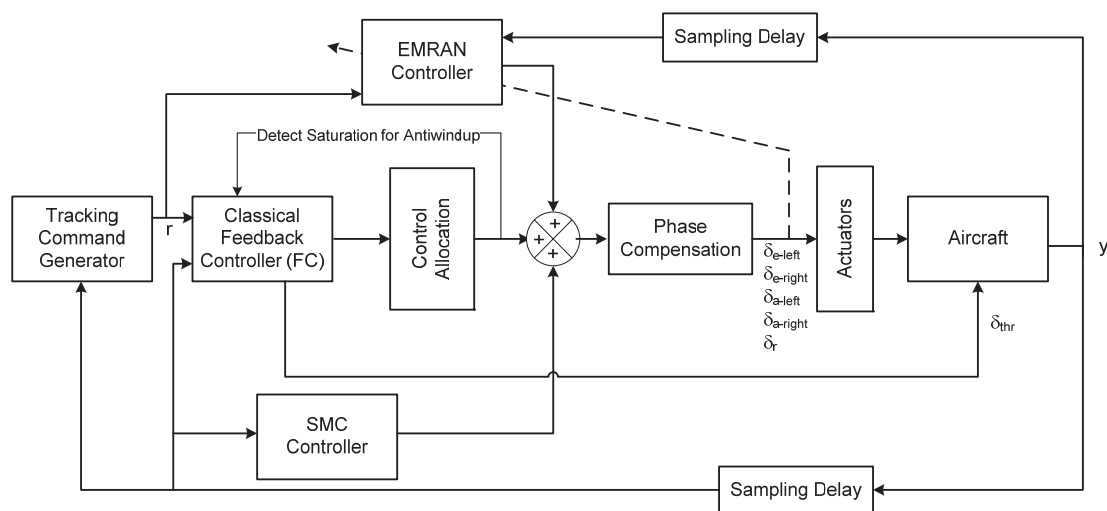 Sampling Delay
EMRAN
Controller
Detect Saturation for Antiwindup
Tracking
Command
Generator
r
Classical
Feedback
Controller (FC)
Control
Allocation
+
+
+
Phase
Compensation
δe-left
δe-right
δa-left
δa-right
δr
Actuators
Aircraft
y
δthr
SMC
Controller
Sampling Delay